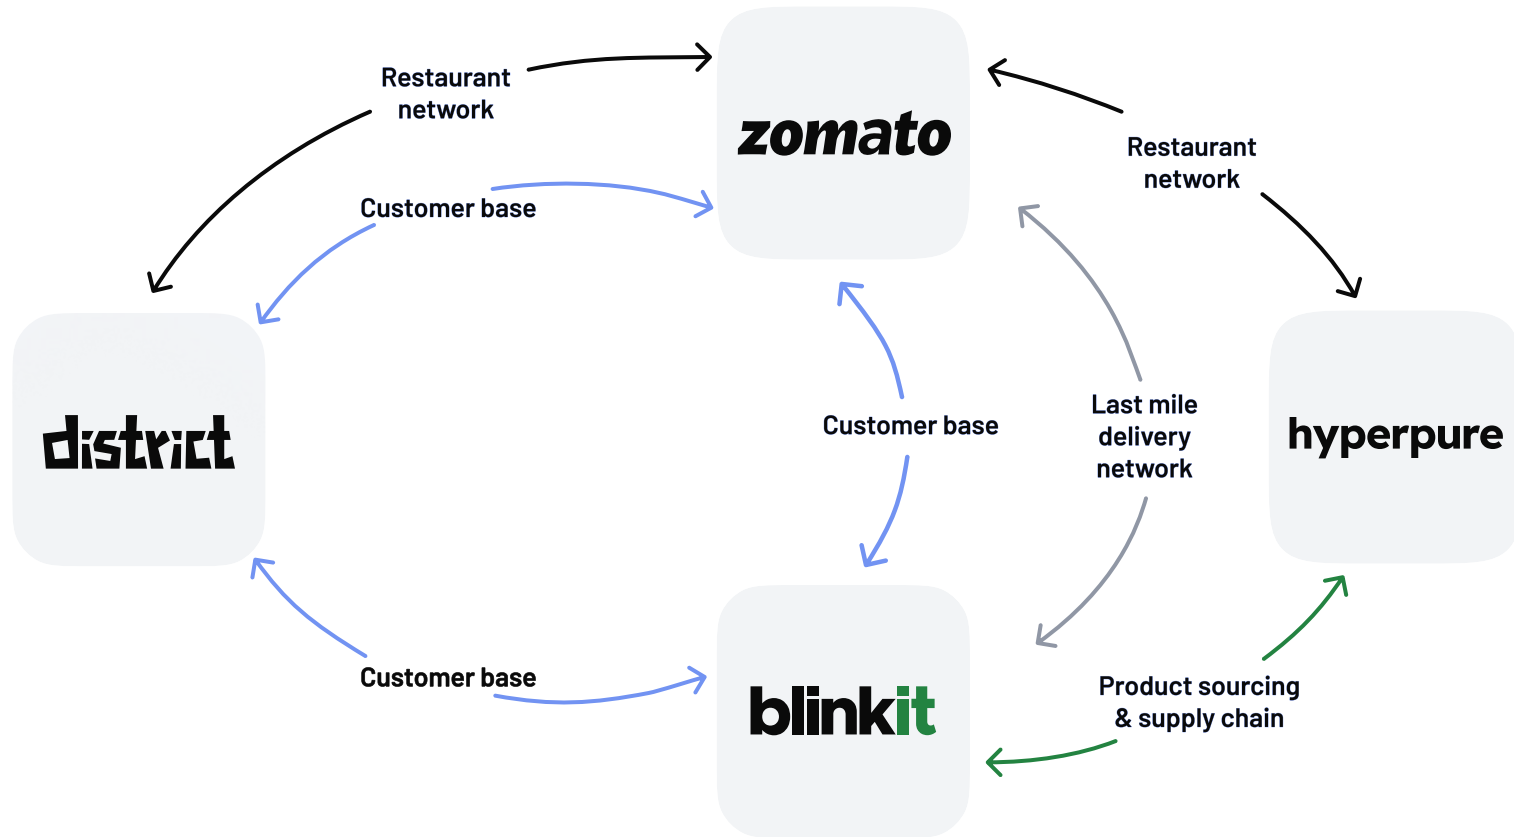 Restaurant
network
zomato
Restaurant
network
Customer base
Customer base
Last mile
delivery
network
district
hyperpure
Customer base
blinkit
Product sourcing
& supply chain